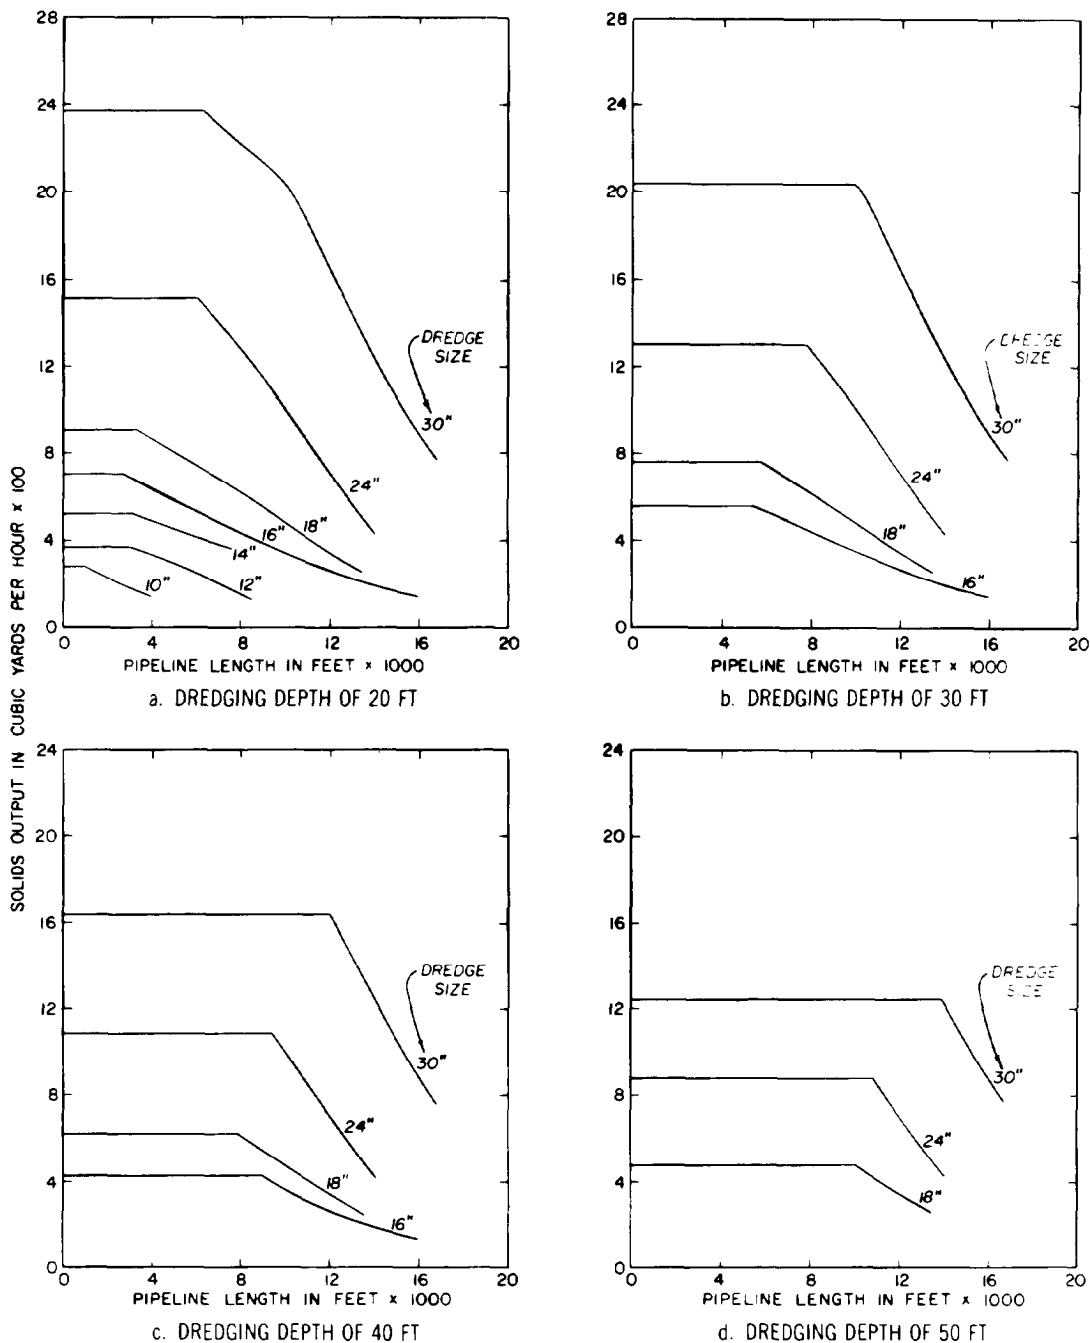 SOLIDS OUTPUT IN CUBIC YARDS PER HOUR × 100
28
24
20
16
12
8
4
0
DREDGE
SIZE
30"
24"
18"
16"
14"
12"
10"
0 4 8 12 16 20
PIPELINE LENGTH IN FEET × 1000
a. DREDGING DEPTH OF 20 FT
28
24
20
16
12
8
4
0
DREDGE
SIZE
30"
24"
18"
16"
0 4 8 12 16 20
PIPELINE LENGTH IN FEET × 1000
b. DREDGING DEPTH OF 30 FT
24
20
16
12
8
4
0
DREDGE
SIZE
30"
24"
18"
16"
0 4 8 12 16 20
PIPELINE LENGTH IN FEET × 1000
c. DREDGING DEPTH OF 40 FT
24
20
16
12
8
4
0
DREDGE
SIZE
30"
24"
18"
0 4 8 12 16 20
PIPELINE LENGTH IN FEET × 1000
d. DREDGING DEPTH OF 50 FT